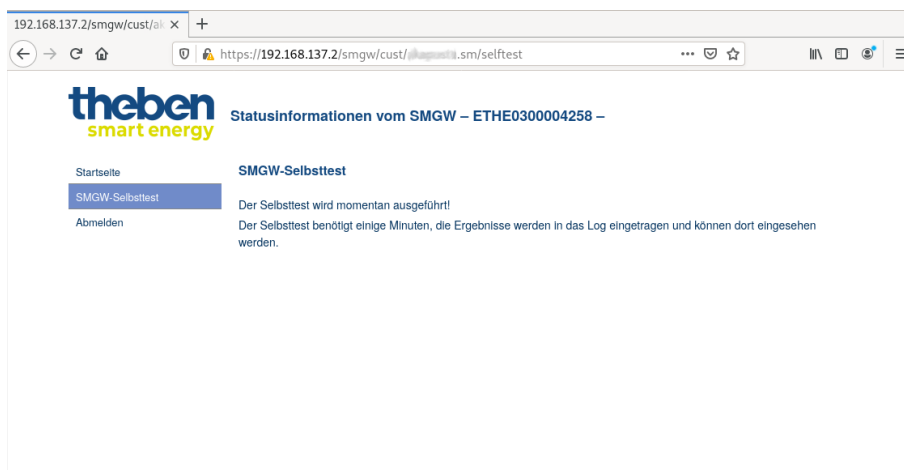 192.168.137.2/smgw/cust/ak
https://192.168.137.2/smgw/cust/ .sm/selftest
theben
smart energy
Statusinformationen vom SMGW – ETHE0300004258 –
Startseite
SMGW-Selbsttest
Abmelden
SMGW-Selbsttest
Der Selbsttest wird momentan ausgeführt!
Der Selbsttest benötigt einige Minuten, die Ergebnisse werden in das Log eingetragen und können dort eingesehen
werden.